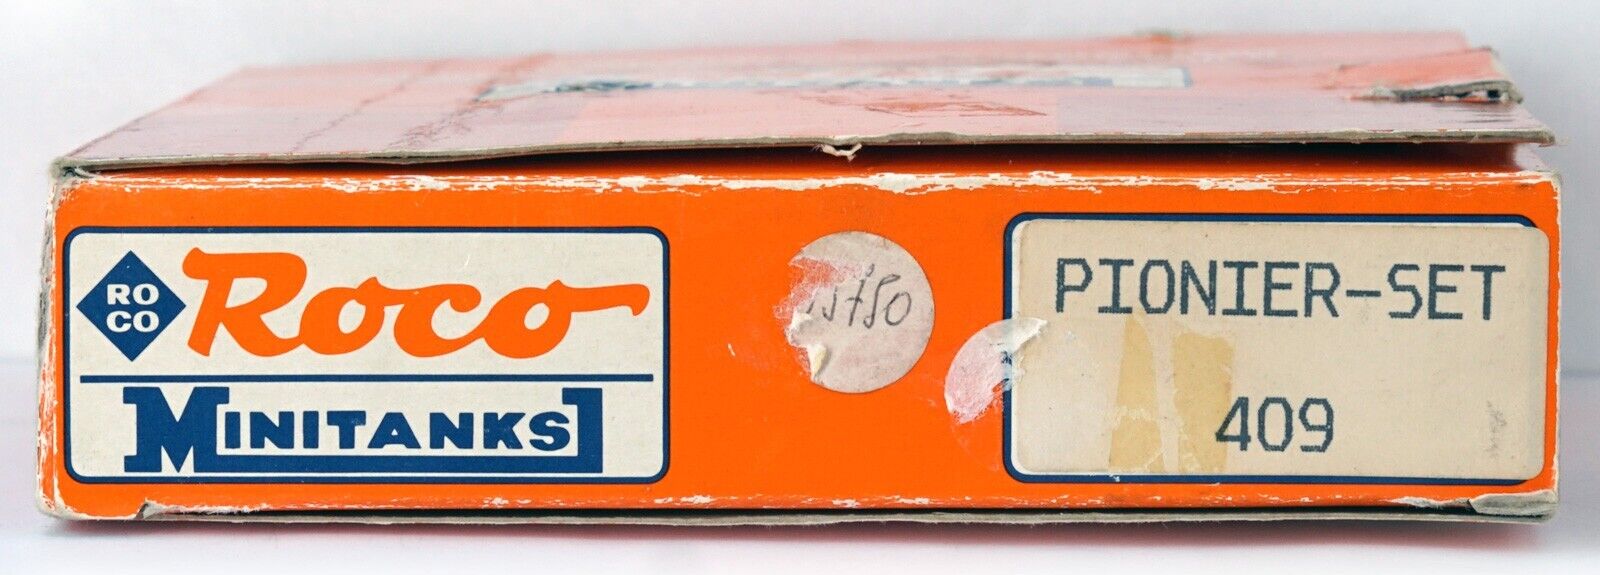 RO
CO
Roco
MINITANKS
PIONIER-SET
409